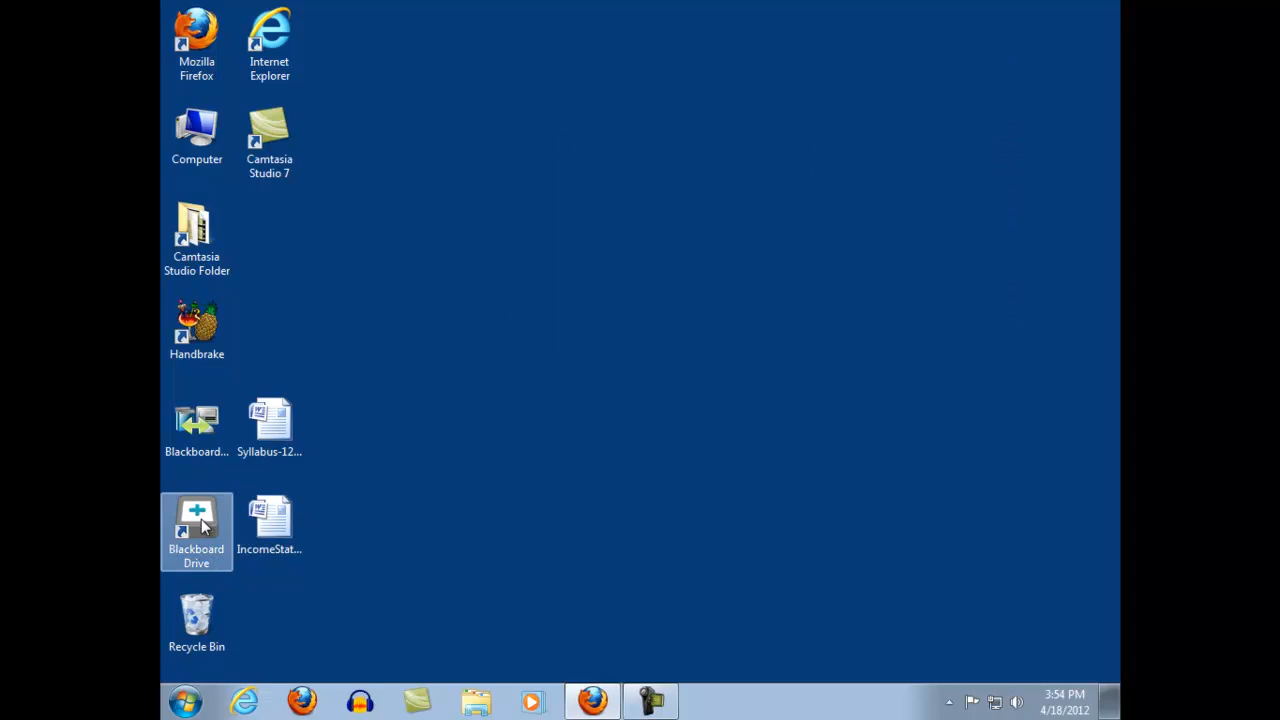 Mozilla
Firefox
Internet
Explorer
Computer
Camtasia
Studio 7
Camtasia
Studio Folder
Handbrake
Blackboard...
Syllabus-12...
Blackboard
Drive
IncomeStat...
Recycle Bin
3:54 PM
4/18/2012